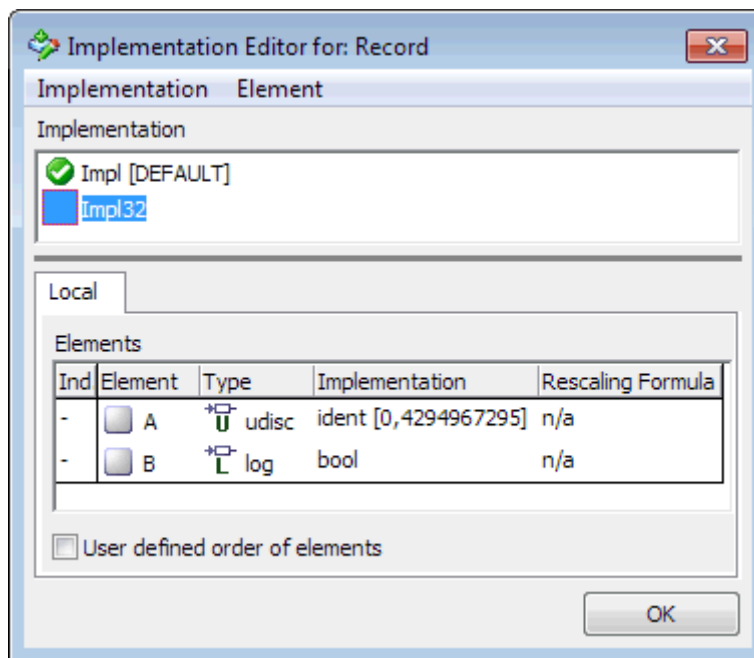 Implementation Editor for: Record
Implementation Element
Implementation
Impl [DEFAULT]
Impl32
Local
Elements
Ind. Element Type Implementation Rescaling Formula
- A U udisc ident [0,4294967295] n/a
- B L log bool n/a
User defined order of elements
OK